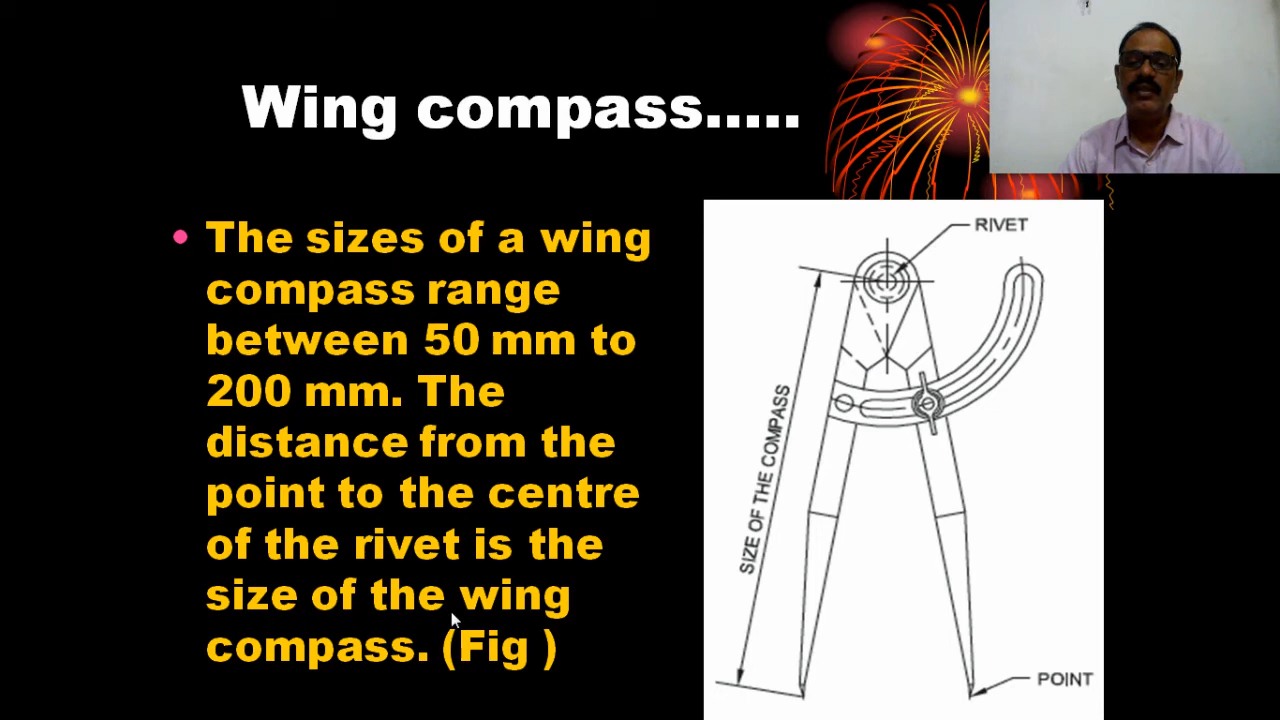 Wing compass.....
• The sizes of a wing
compass range
between 50 mm to
200 mm. The
distance from the
point to the centre
of the rivet is the
size of the wing
compass. (Fig )
RIVET
SIZE OF THE COMPASS
POINT